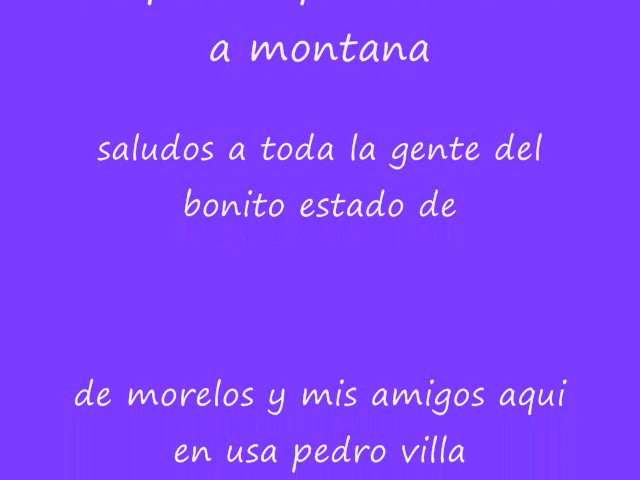 a montana
saludos a toda la gente del
bonito estado de
de morelos y mis amigos aqui
en usa pedro villa